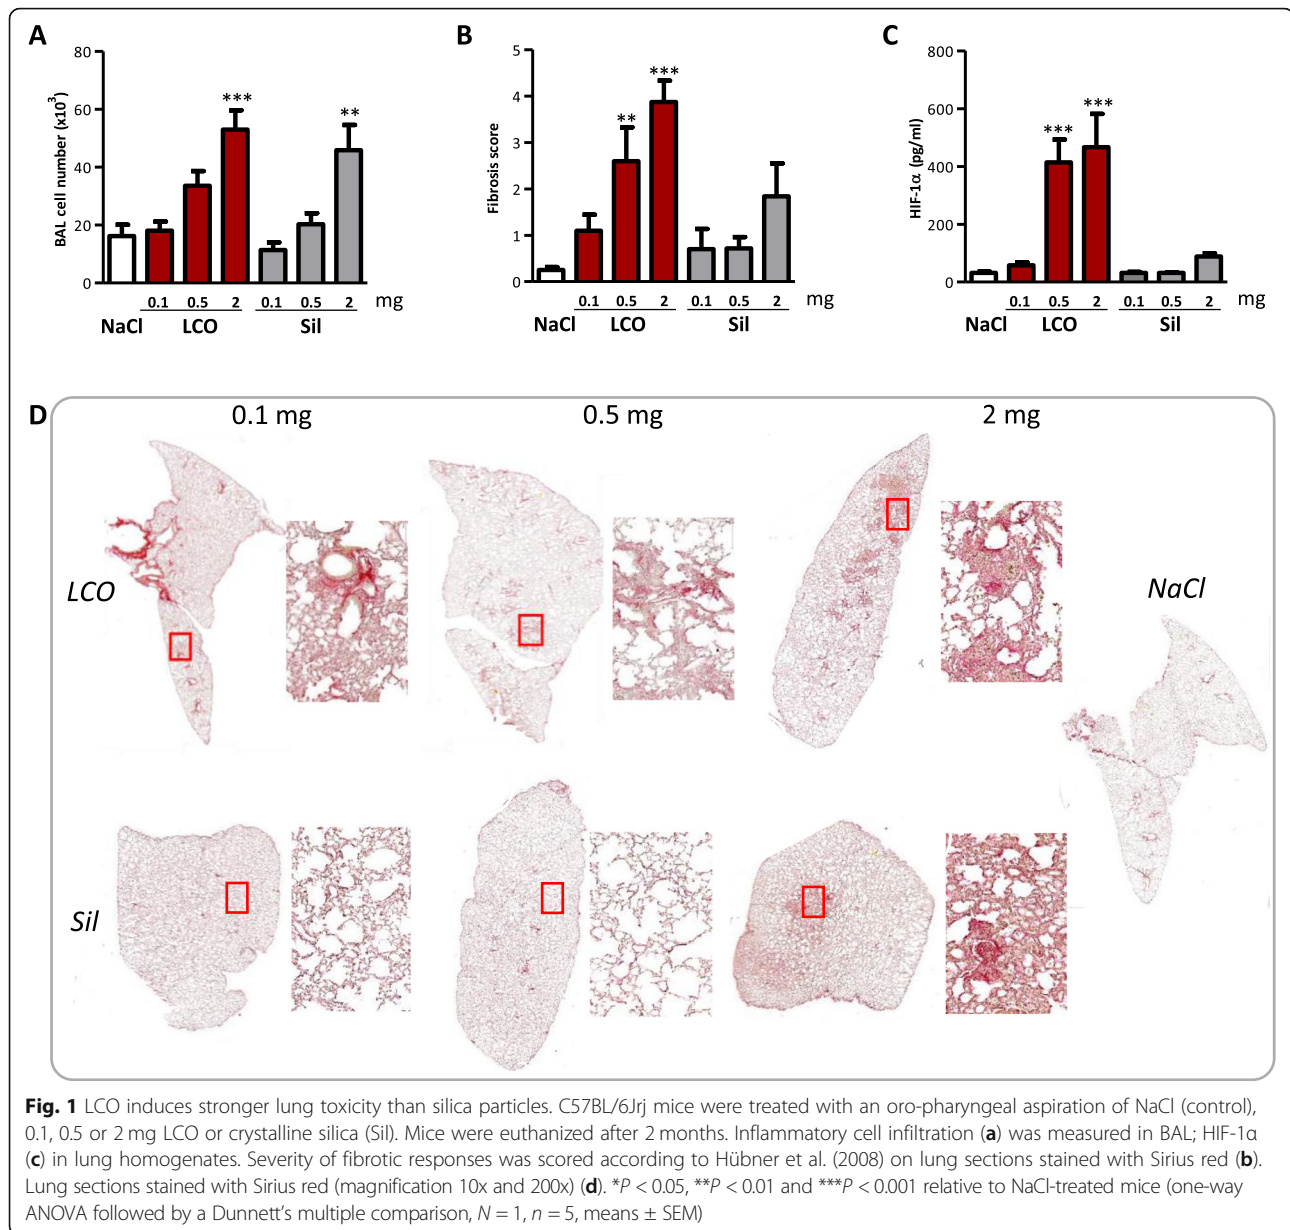 A
BAL cell number (x10³)
80
60
40
20
0
***
**
0.1 0.5 2 0.1 0.5 2 mg
NaCl LCO Sil
B
Fibrosis score
5
4
3
2
1
0
**
***
0.1 0.5 2 0.1 0.5 2 mg
NaCl LCO Sil
C
HIF-1α (pg/ml)
800
600
400
200
0
***
***
0.1 0.5 2 0.1 0.5 2 mg
NaCl LCO Sil
D
0.1 mg 0.5 mg 2 mg
LCO
NaCl
Sil
Fig. 1 LCO induces stronger lung toxicity than silica particles. C57BL/6Jrj mice were treated with an oro-pharyngeal aspiration of NaCl (control),
0.1, 0.5 or 2 mg LCO or crystalline silica (Sil). Mice were euthanized after 2 months. Inflammatory cell infiltration (a) was measured in BAL; HIF-1α
(c) in lung homogenates. Severity of fibrotic responses was scored according to Hübner et al. (2008) on lung sections stained with Sirius red (b).
Lung sections stained with Sirius red (magnification 10x and 200x) (d). *P < 0.05, **P < 0.01 and ***P < 0.001 relative to NaCl-treated mice (one-way
ANOVA followed by a Dunnett's multiple comparison, N = 1, n = 5, means ± SEM)